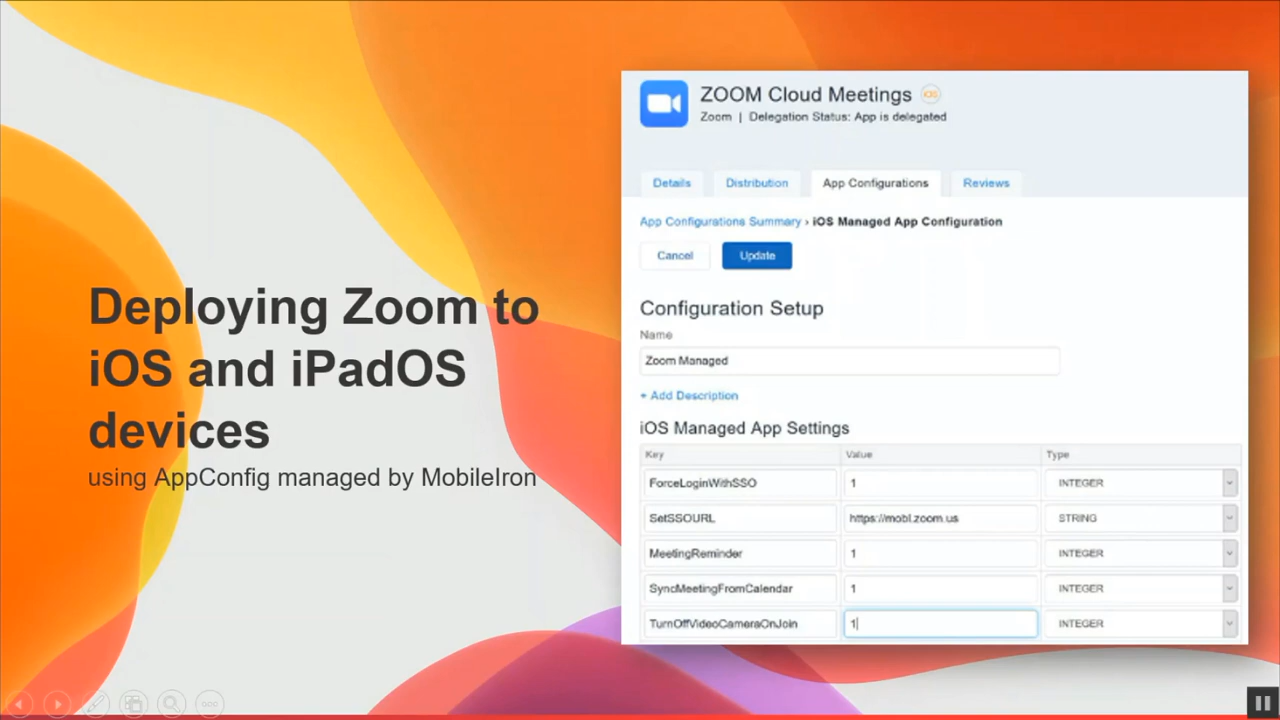 Deploying Zoom to
iOS and iPadOS
devices
using AppConfig managed by MobileIron
ZOOM Cloud Meetings iOS
Zoom | Delegation Status: App is delegated
Details Distribution App Configurations Reviews
App Configurations Summary › iOS Managed App Configuration
Cancel Update
Configuration Setup
Name
Zoom Managed
+ Add Description
iOS Managed App Settings
Key Value Type
ForceLoginWithSSO 1 INTEGER
SetSSOURL https://mobl.zoom.us STRING
MeetingReminder 1 INTEGER
SyncMeetingFromCalendar 1 INTEGER
TurnOffVideoCameraOnJoin 1 INTEGER